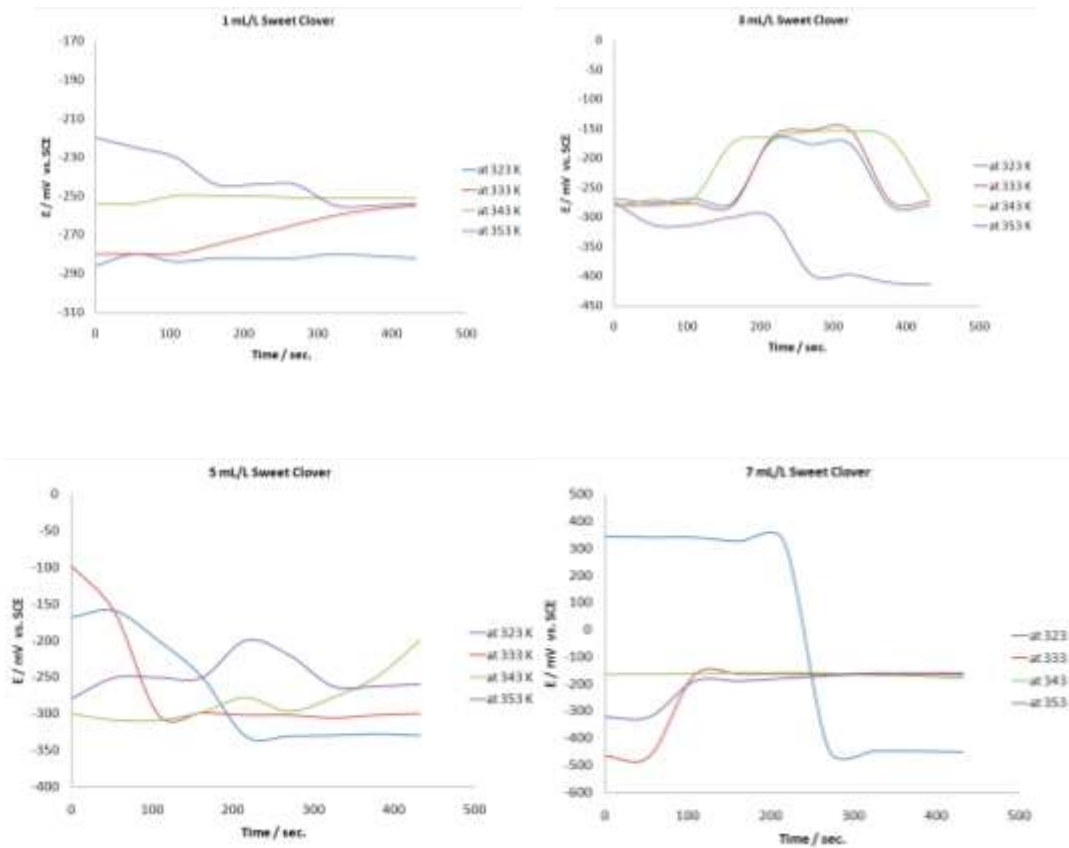 1 mL/L Sweet Clover
-170
-190
-210
-230
-250
-270
-290
-310
E / mV vs. SCE
0 100 200 300 400 500
Time / sec.
at 323 K
at 333 K
at 343 K
at 353 K
3 mL/L Sweet Clover
0
-50
-100
-150
-200
-250
-300
-350
-400
-450
E / mV vs. SCE
0 100 200 300 400 500
Time / sec.
at 323 K
at 333 K
at 343 K
at 353 K
5 mL/L Sweet Clover
0
-50
-100
-150
-200
-250
-300
-350
-400
E / mV vs. SCE
0 100 200 300 400 500
Time / sec.
at 323 K
at 333 K
at 343 K
at 353 K
7 mL/L Sweet Clover
500
400
300
200
100
0
-100
-200
-300
-400
-500
-600
E / mV vs. SCE
0 100 200 300 400 500
Time / sec.
at 323
at 333
at 343
at 353